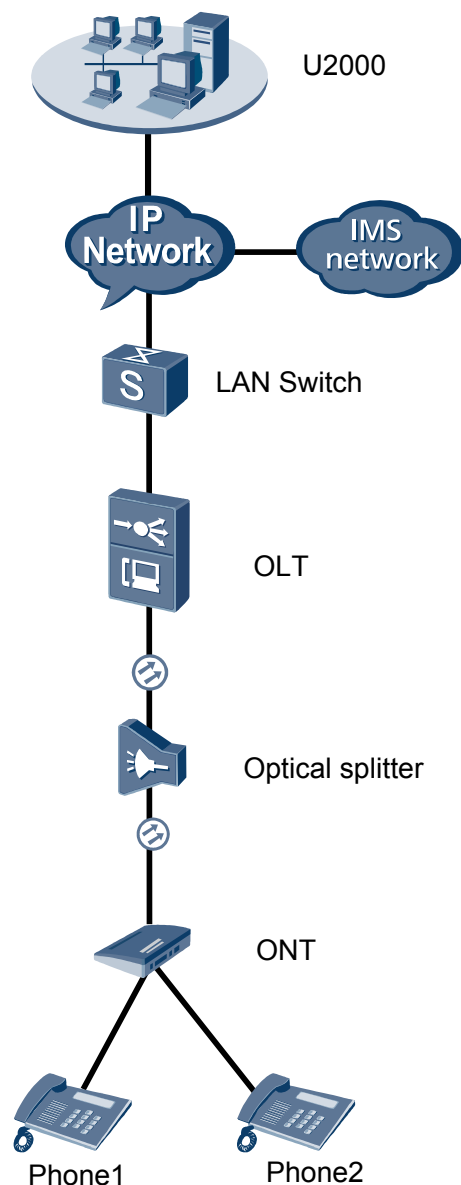 U2000
IP
Network
IMS
network
S
LAN Switch
OLT
Optical splitter
ONT
Phone1
Phone2